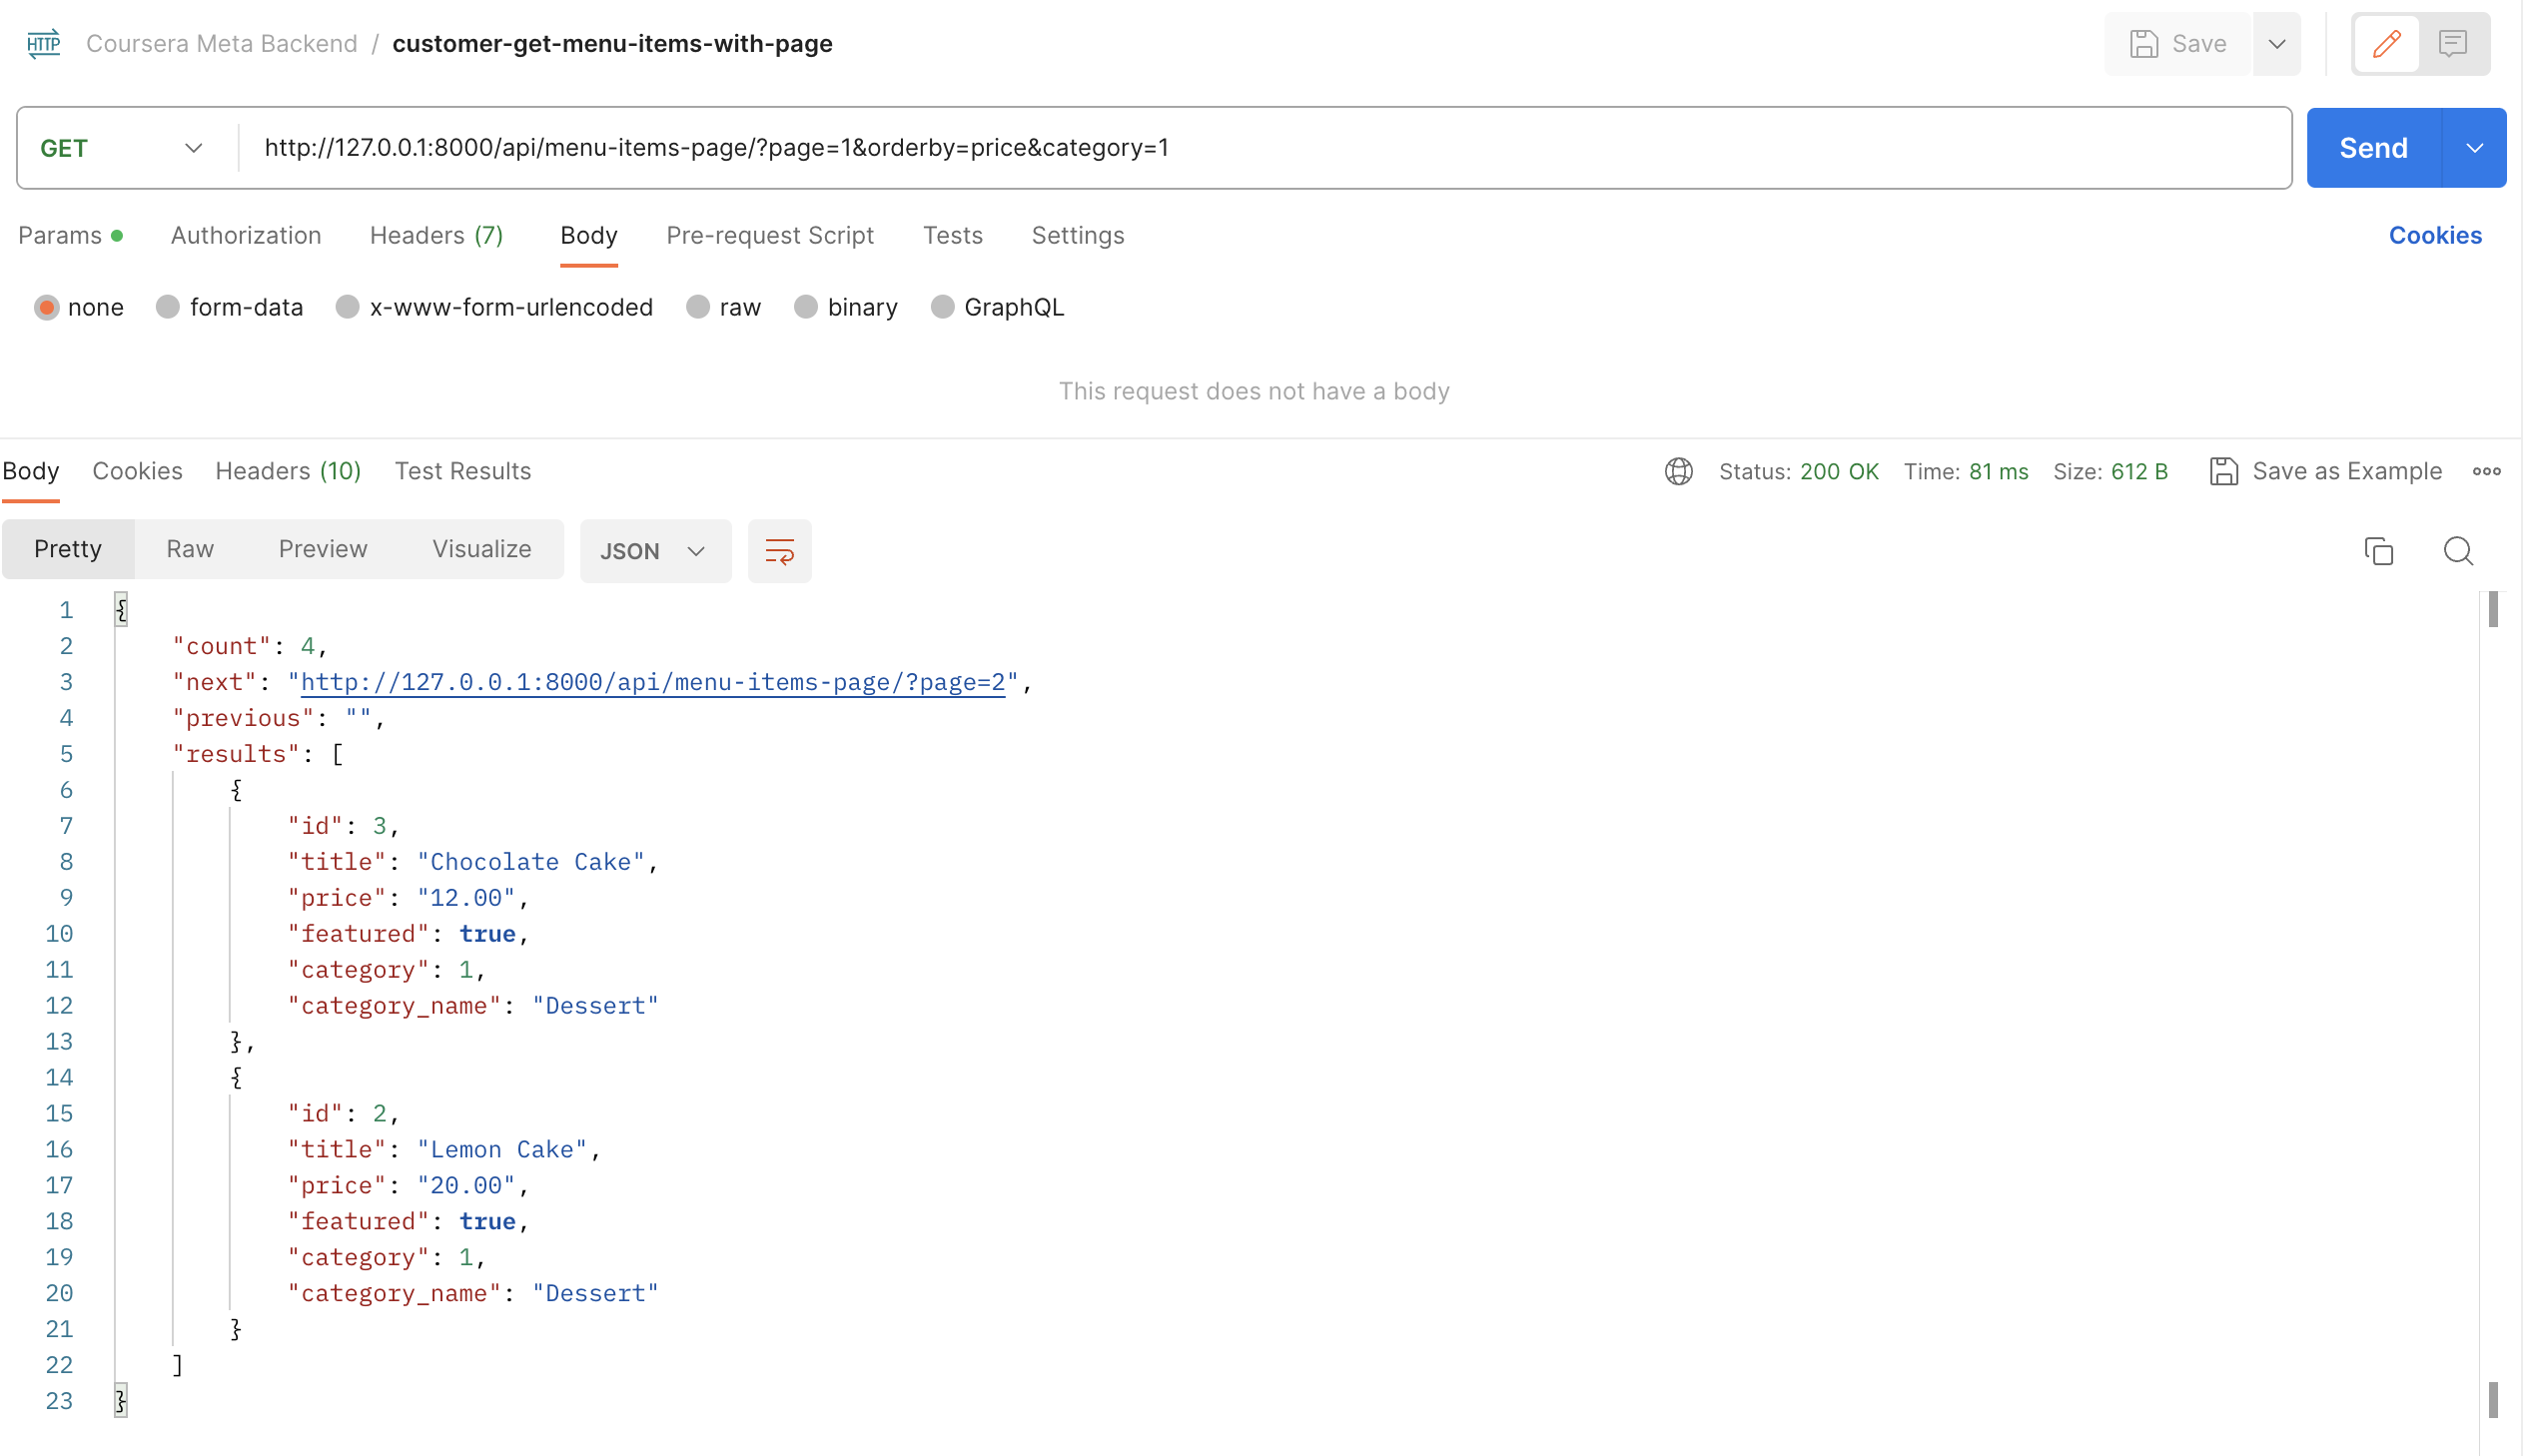 HTTP Coursera Meta Backend / customer-get-menu-items-with-page Save
GET http://127.0.0.1:8000/api/menu-items-page/?page=1&orderby=price&category=1 Send
Params Authorization Headers (7) Body Pre-request Script Tests Settings Cookies
none form-data x-www-form-urlencoded raw binary GraphQL
This request does not have a body
Body Cookies Headers (10) Test Results Status: 200 OK Time: 81 ms Size: 612 B Save as Example
Pretty Raw Preview Visualize JSON
1 {
2 "count": 4,
3 "next": "http://127.0.0.1:8000/api/menu-items-page/?page=2",
4 "previous": "",
5 "results": [
6 {
7 "id": 3,
8 "title": "Chocolate Cake",
9 "price": "12.00",
10 "featured": true,
11 "category": 1,
12 "category_name": "Dessert"
13 },
14 {
15 "id": 2,
16 "title": "Lemon Cake",
17 "price": "20.00",
18 "featured": true,
19 "category": 1,
20 "category_name": "Dessert"
21 }
22 ]
23 }